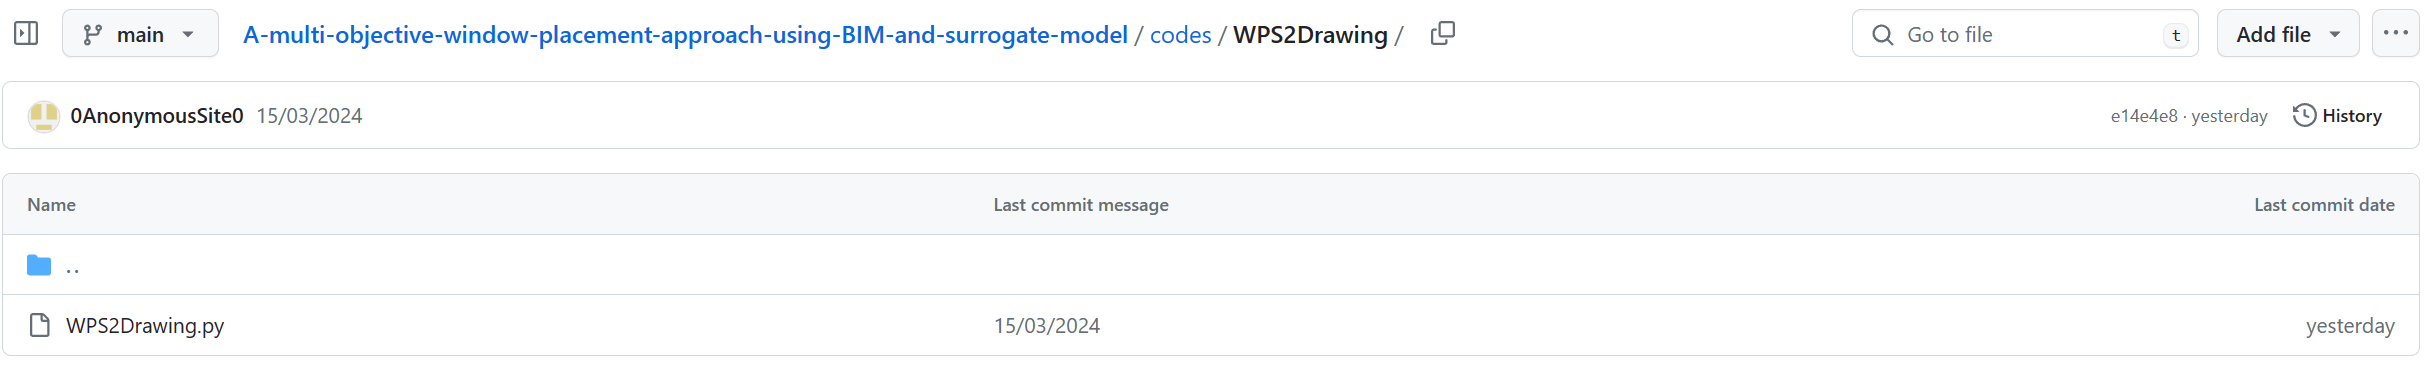 main A-multi-objective-window-placement-approach-using-BIM-and-surrogate-model / codes / WPS2Drawing / Go to file t Add file ...
0AnonymousSite0 15/03/2024 e14e4e8 · yesterday History
Name Last commit message Last commit date
..
WPS2Drawing.py 15/03/2024 yesterday